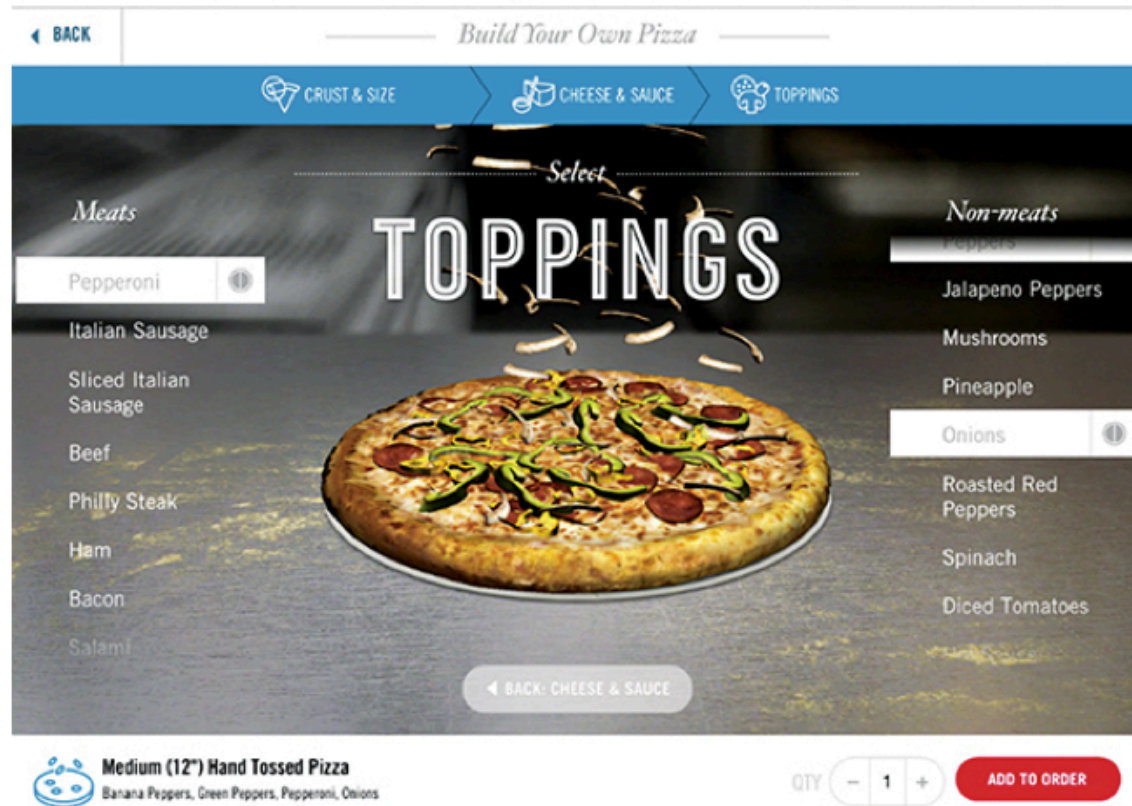 BACK
Build Your Own Pizza
CRUST & SIZE
CHEESE & SAUCE
TOPPINGS
Select
TOPPINGS
Meats
Pepperoni
Italian Sausage
Sliced Italian
Sausage
Beef
Philly Steak
Ham
Bacon
Salami
Non-meats
Peppers
Jalapeno Peppers
Mushrooms
Pineapple
Onions
Roasted Red
Peppers
Spinach
Diced Tomatoes
BACK: CHEESE & SAUCE
Medium (12") Hand Tossed Pizza
Banana Peppers, Green Peppers, Pepperoni, Onions
QTY - 1 +
ADD TO ORDER